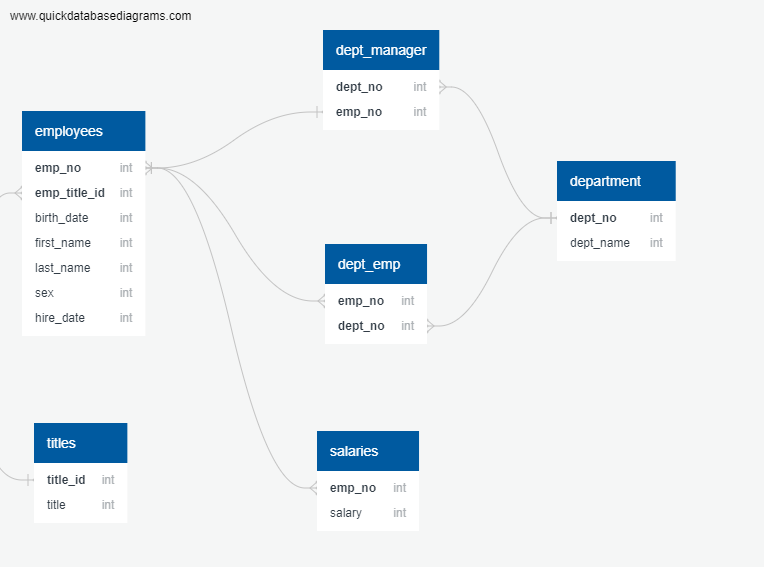 www.quickdatabasediagrams.com
dept_manager
dept_no int
emp_no int
employees
emp_no int
emp_title_id int
birth_date int
first_name int
last_name int
sex int
hire_date int
department
dept_no int
dept_name int
dept_emp
emp_no int
dept_no int
titles
title_id int
title int
salaries
emp_no int
salary int